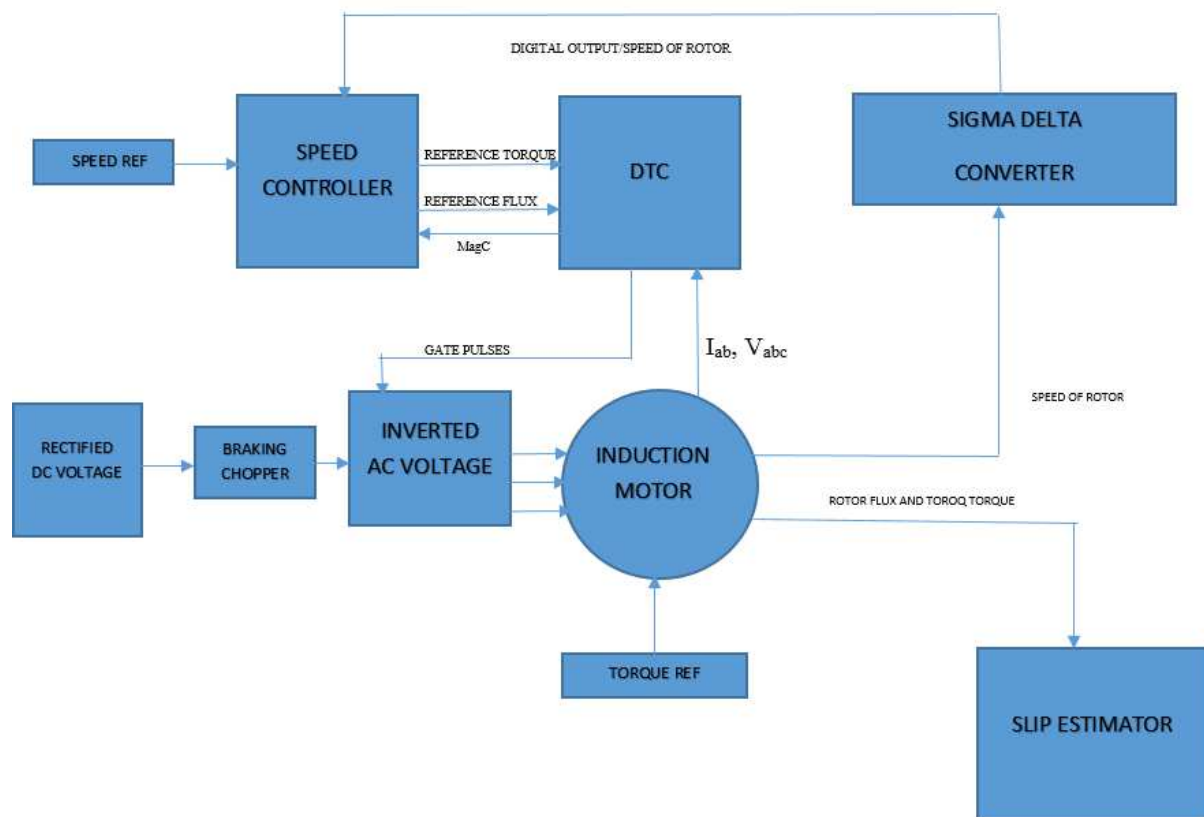 DIGITAL OUTPUT/SPEED OF ROTOR
SPEED REF
SPEED
CONTROLLER
REFERENCE TORQUE
REFERENCE FLUX
MagC
DTC
SIGMA DELTA
CONVERTER
GATE PULSES
Iab, Vabc
SPEED OF ROTOR
RECTIFIED
DC VOLTAGE
BRAKING
CHOPPER
INVERTED
AC VOLTAGE
INDUCTION
MOTOR
ROTOR FLUX AND TOROQ TORQUE
TORQUE REF
SLIP ESTIMATOR